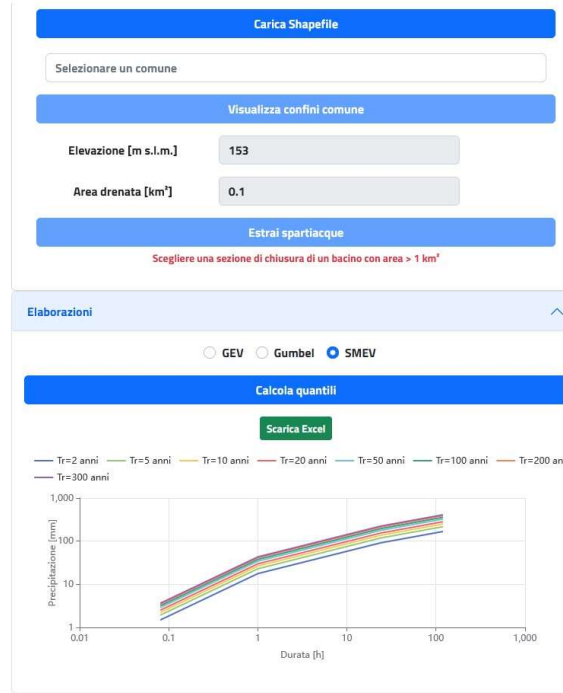 Carica Shapefile
Selezionare un comune
Visualizza confini comune
Elevazione [m s.l.m.] 153
Area drenata [km²] 0.1
Estrai spartiacque
Scegliere una sezione di chiusura di un bacino con area > 1 km²
Elaborazioni
GEV Gumbel SMEV
Calcola quantili
Scarica Excel
Tr=2 anni Tr=5 anni Tr=10 anni Tr=20 anni Tr=50 anni Tr=100 anni Tr=200 an
Tr=300 anni
1,000
100
10
1
Precipitazione [mm]
0.01 0.1 1 10 100 1,000
Durata [h]